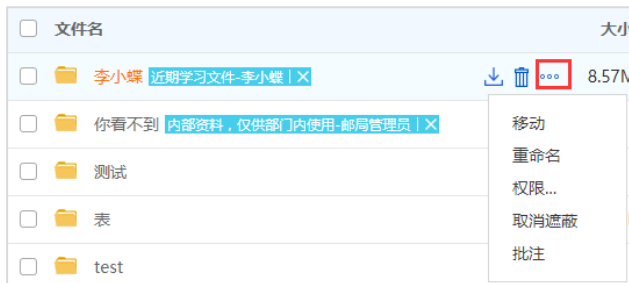 文件名 大小
李小蝶 近期学习文件-李小蝶 | X 8.57M
你看不到 内部资料，仅供部门内使用-邮局管理员 | X
移动
测试
重命名
权限...
表
取消遮蔽
test
批注